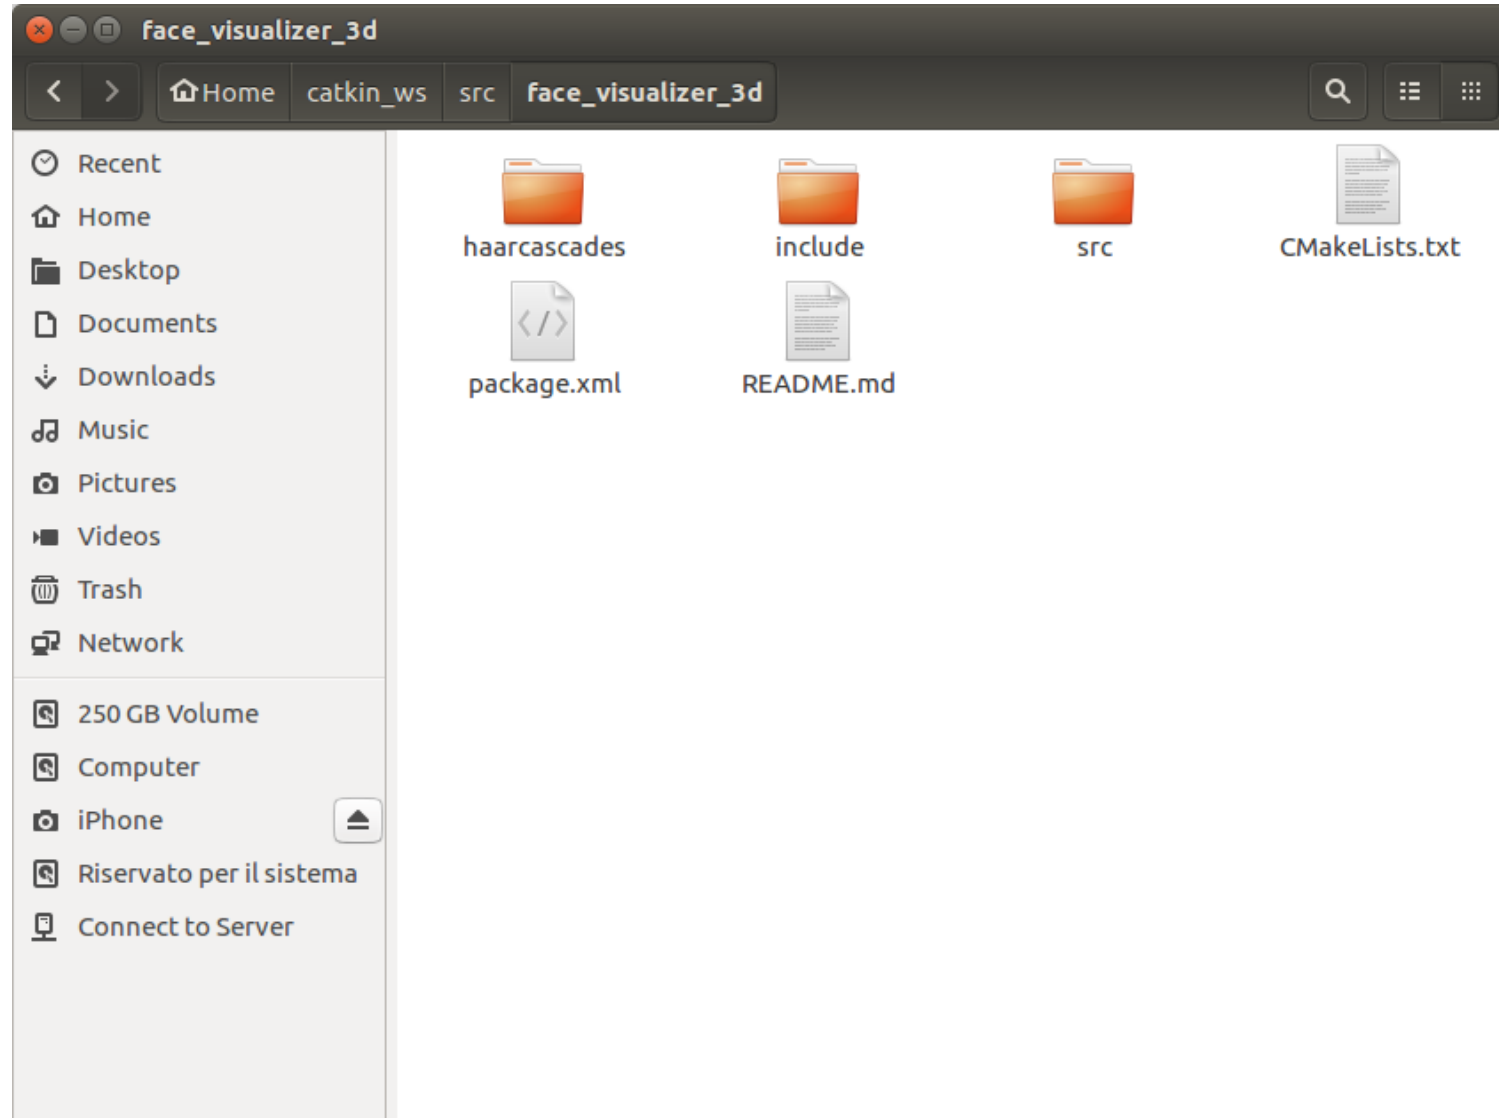 face_visualizer_3d
Home catkin_ws src face_visualizer_3d
Recent
Home
Desktop
Documents
Downloads
Music
Pictures
Videos
Trash
Network
250 GB Volume
Computer
iPhone
Riservato per il sistema
Connect to Server
haarcascades include src CMakeLists.txt
package.xml README.md